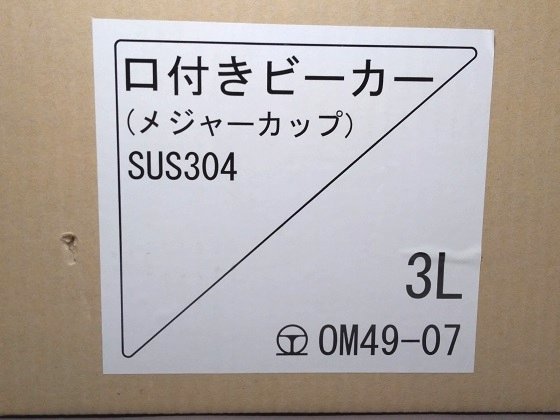 口付きビーカー
(メジャーカップ)
SUS304
3L
OM49-07